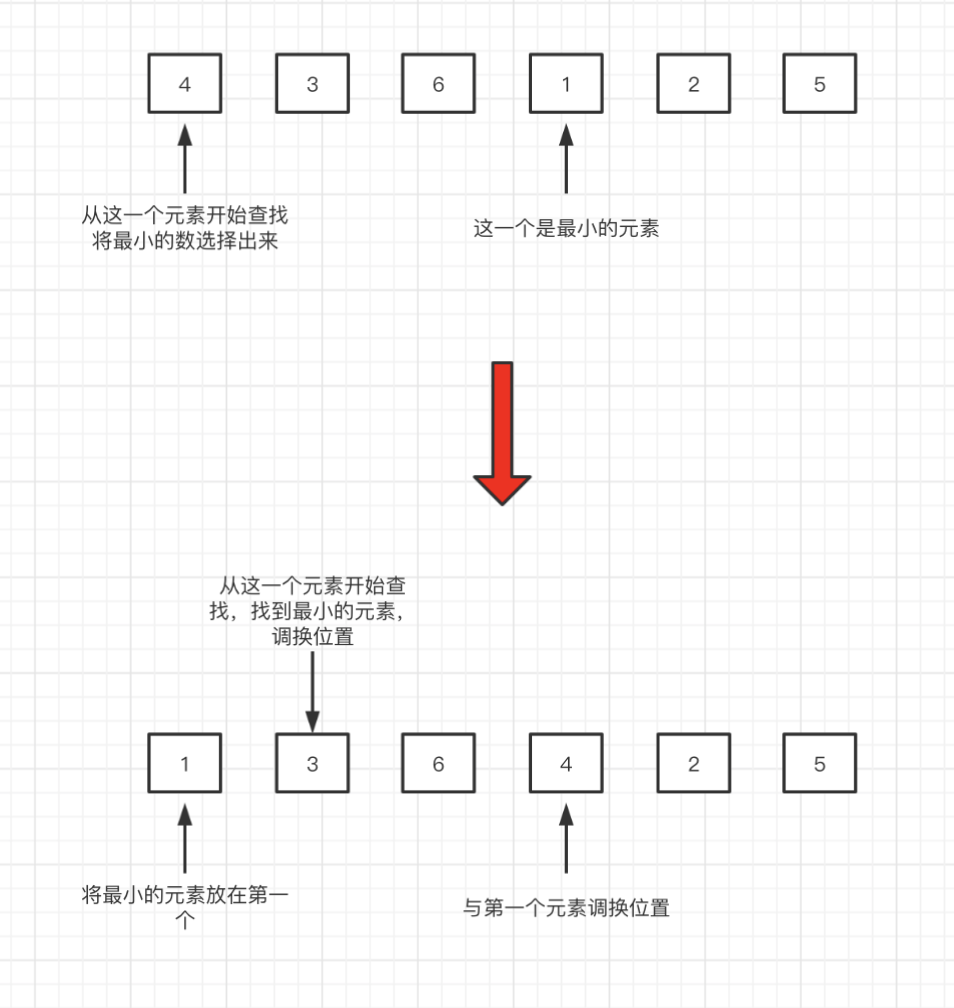 4 3 6 1 2 5
从这一个元素开始查找
将最小的数选择出来
这一个是最小的元素
从这一个元素开始查
找，找到最小的元素，
调换位置
1 3 6 4 2 5
将最小的元素放在第一
个
与第一个元素调换位置